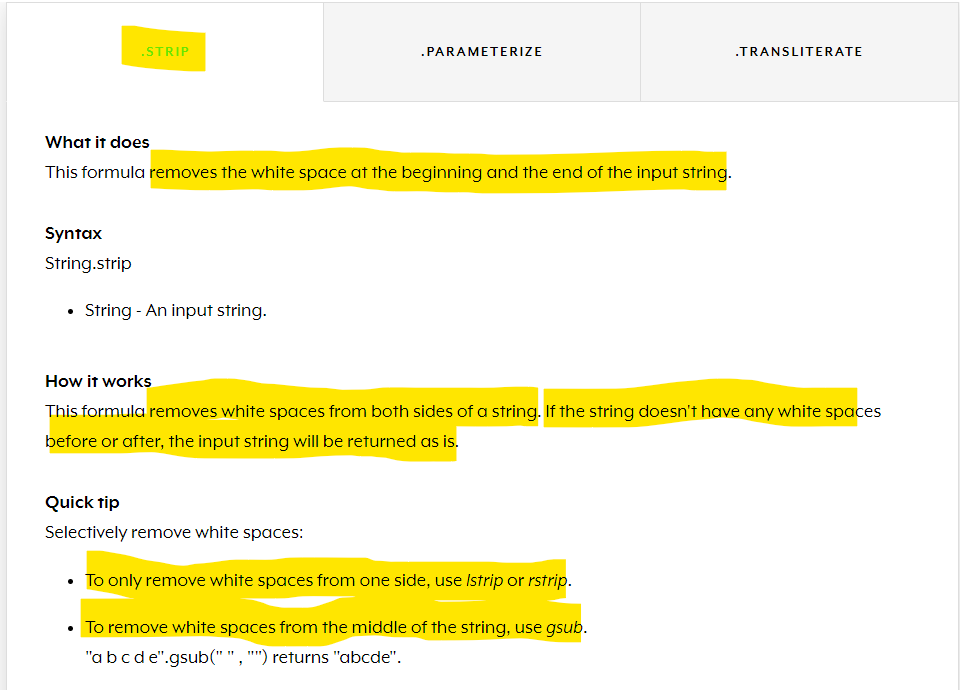 .STRIP
.PARAMETERIZE
.TRANSLITERATE
What it does
This formula removes the white space at the beginning and the end of the input string.
Syntax
String.strip
• String - An input string.
How it works
This formula removes white spaces from both sides of a string. If the string doesn't have any white spaces
before or after, the input string will be returned as is.
Quick tip
Selectively remove white spaces:
• To only remove white spaces from one side, use lstrip or rstrip.
• To remove white spaces from the middle of the string, use gsub.
"a b c d e".gsub(" " , "") returns "abcde".